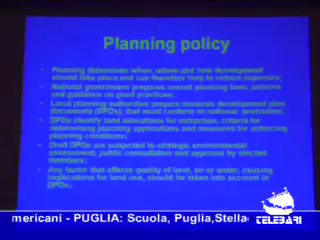 Planning policy
- Planning determines when, where and how development
should take place and can therefore help to reduce exposure;
- National government prepares overall planning laws, policies
and guidance on good practices;
- Local planning authorities prepare minerals development plan
documents (DPDs), that must conform to national provisions;
- DPDs identify land allocations for extraction, criteria for
determining planning applications and measures for enforcing
planning conditions;
- Draft DPDs are subjected to strategic environmental
assessment, public consultation and approval by elected
members;
- Any factor that affects quality of land, air or water, causing
implications for land use, should be taken into account in
DPDs;
mericani - PUGLIA: Scuola, Puglia,Stella
TELEBARI